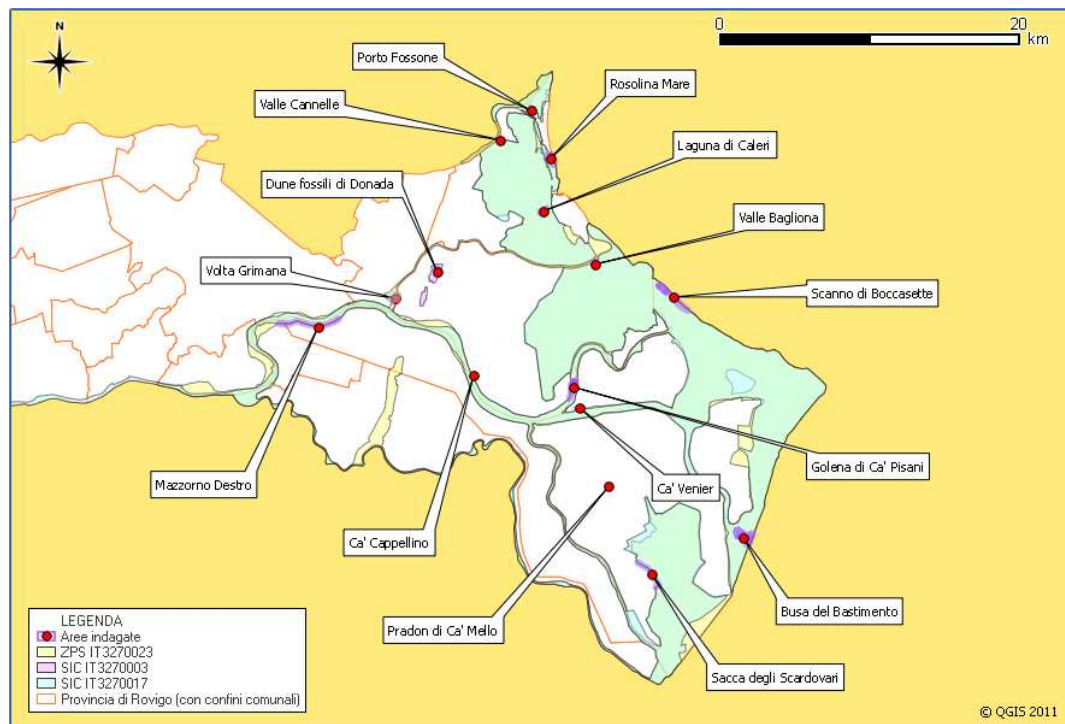 N
0 20
km
Porto Fossone
Rosolina Mare
Valle Cannelle
Laguna di Caleri
Dune fossili di Donada
Valle Bagliona
Volta Grimana
Scanno di Boccasette
Golena di Ca' Pisani
Mazzorno Destro
Ca' Venier
Ca' Cappellino
Busa del Bastimento
Pradon di Ca' Mello
Sacca degli Scardovari
LEGENDA
Aree indagate
ZPS IT3270023
SIC IT3270003
SIC IT3270017
Provincia di Rovigo (con confini comunali)
© QGIS 2011